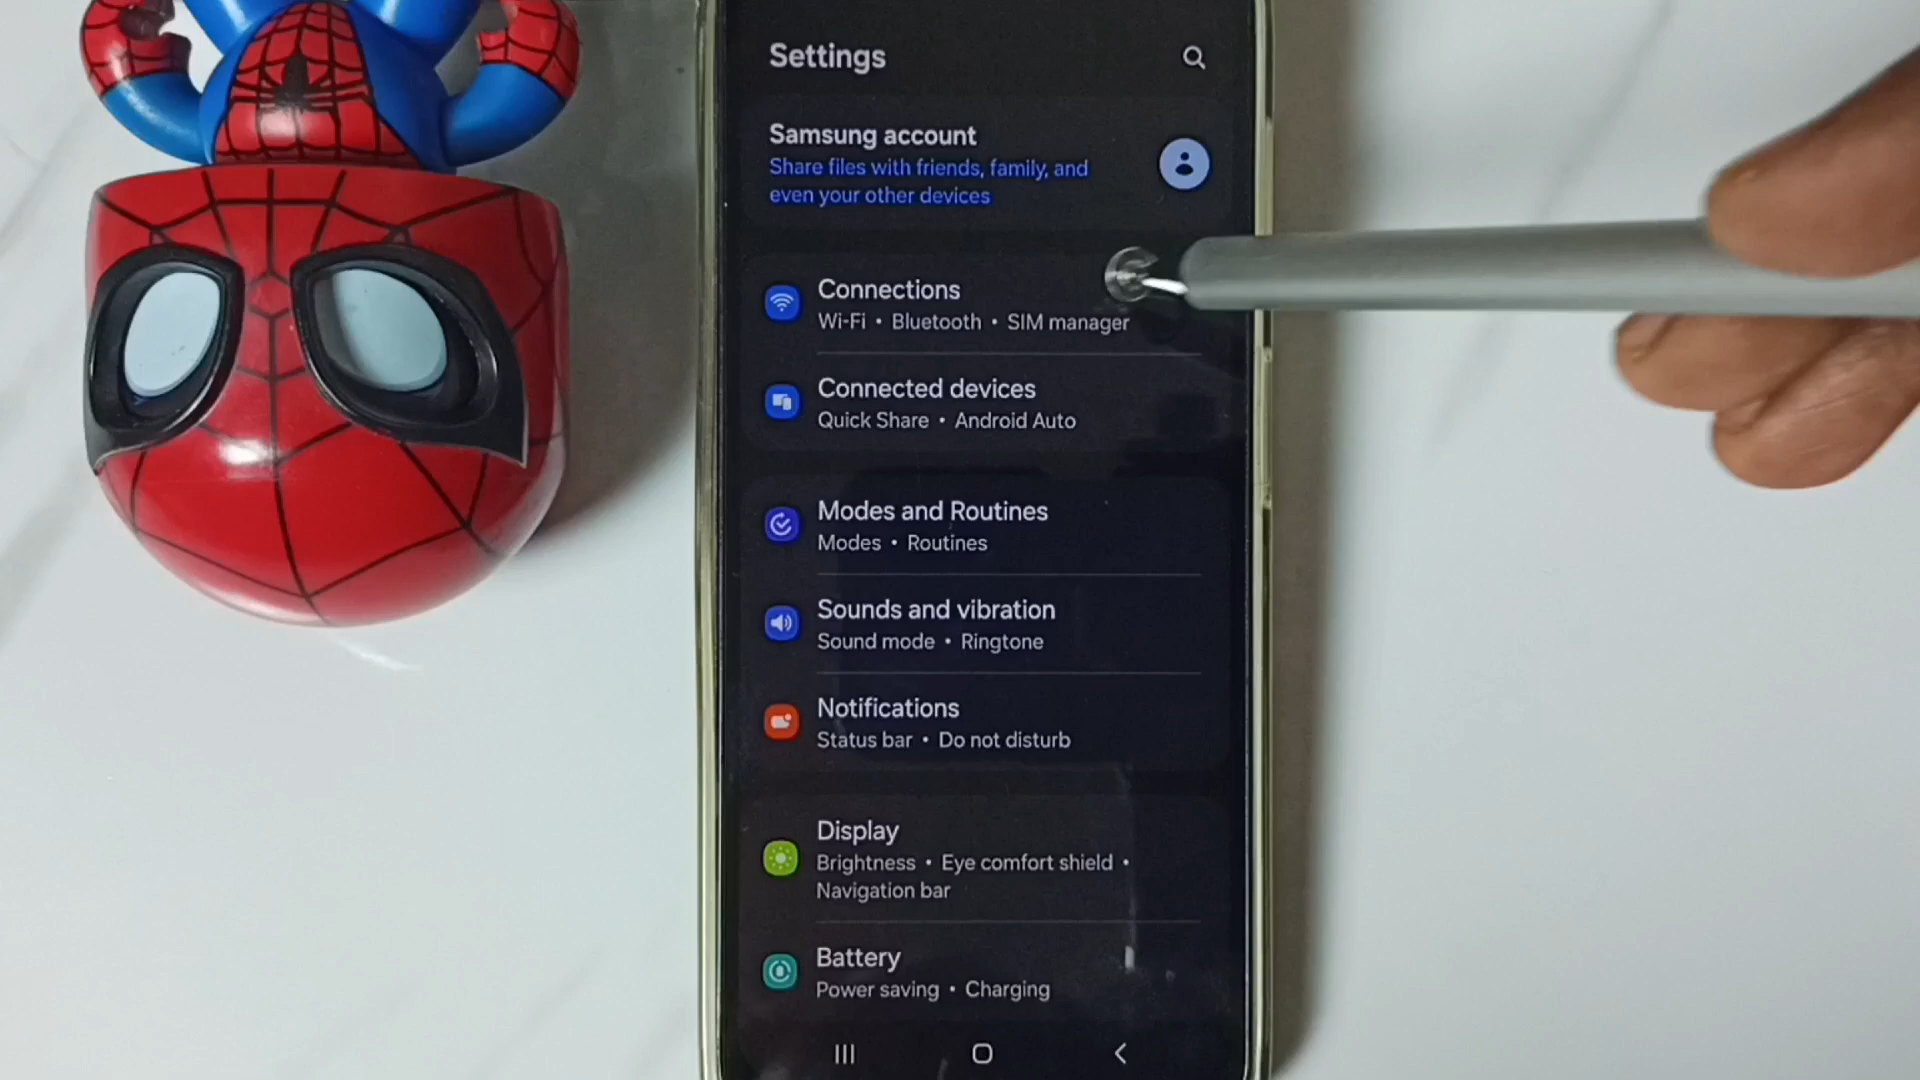 Settings
Samsung account
Share files with friends, family, and
even your other devices
Connections
Wi-Fi • Bluetooth • SIM manager
Connected devices
Quick Share • Android Auto
Modes and Routines
Modes • Routines
Sounds and vibration
Sound mode • Ringtone
Notifications
Status bar • Do not disturb
Display
Brightness • Eye comfort shield •
Navigation bar
Battery
Power saving • Charging